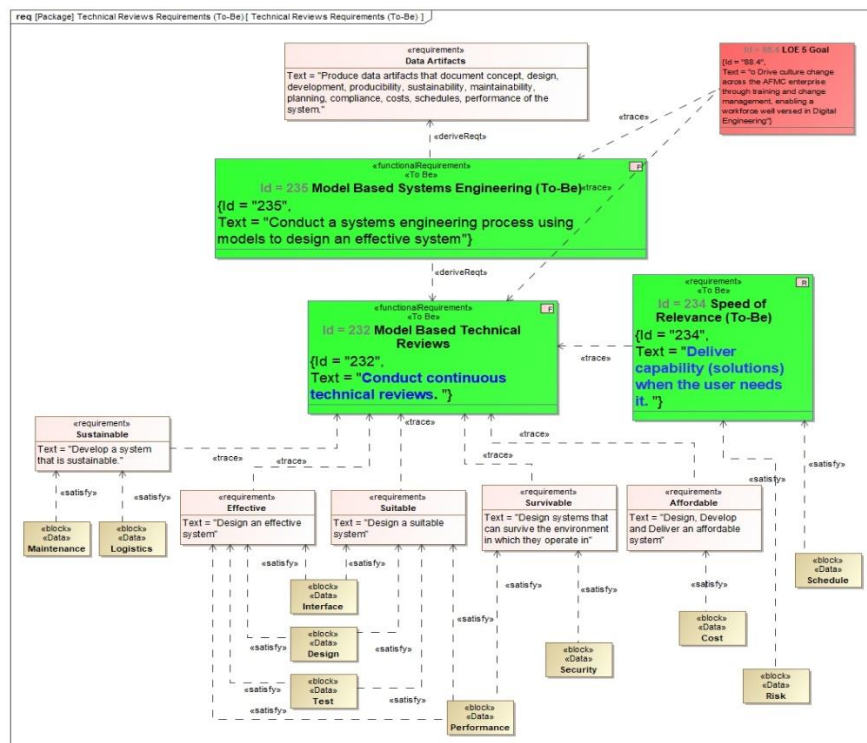 req [Package] Technical Reviews Requirements (To-Be) [ Technical Reviews Requirements (To-Be) ]
«requirement»
Data Artifacts
Text = "Produce data artifacts that document concept, design,
development, producibility, sustainability, maintainability,
planning, compliance, costs, schedules, performance of the
system."
Id = 88.4 LOE 5 Goal
{Id = "88.4",
Text = "o Drive culture change
across the AFMC enterprise
through training and change
management, enabling a
workforce well versed in Digital
Engineering"}
«trace»
«deriveReqt»
«functionalRequirement»
«To Be»
F
Id = 235 Model Based Systems Engineering (To-Be)
«trace»
{Id = "235",
Text = "Conduct a systems engineering process using
models to design an effective system"}
«deriveReqt»
«functionalRequirement»
«To Be»
F
Id = 232 Model Based Technical
Reviews
{Id = "232",
Text = "Conduct continuous
technical reviews. "}
«trace»
«requirement»
«To Be»
R
Id = 234 Speed of
Relevance (To-Be)
{Id = "234",
Text = "Deliver
capability (solutions)
when the user needs
it. "}
«requirement»
Sustainable
Text = "Develop a system
that is sustainable."
«trace»
«trace»
«trace»
«trace»
«trace»
«satisfy»
«satisfy»
«block»
«Data»
Maintenance
«block»
«Data»
Logistics
«requirement»
Effective
Text = "Design an effective
system"
«requirement»
Suitable
Text = "Design a suitable
system"
«requirement»
Survivable
Text = "Design systems that
can survive the environment
in which they operate in"
«requirement»
Affordable
Text = "Design, Develop
and Deliver an affordable
system"
«satisfy»
«satisfy»
«satisfy»
«satisfy»
«block»
«Data»
Interface
«block»
«Data»
Schedule
«satisfy»
«satisfy»
«satisfy»
«satisfy»
«block»
«Data»
Design
«block»
«Data»
Cost
«satisfy»
«satisfy»
«block»
«Data»
Security
«satisfy»
«satisfy»
«block»
«Data»
Test
«satisfy»
«satisfy»
«block»
«Data»
Risk
«satisfy»
«block»
«Data»
Performance